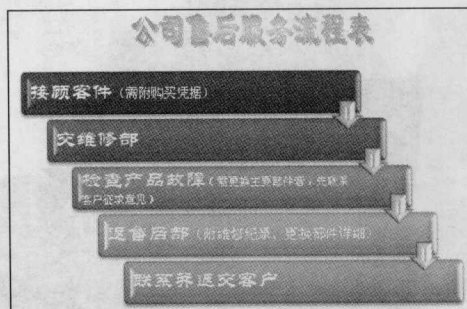 公司售后服务流程表
接顾客件（需附购买凭据）
交维修部
检查产品故障（需更换主要部件者，先联系
客户征求意见）
返售后部（附维修纪录、更换部件详细）
联系并送交客户